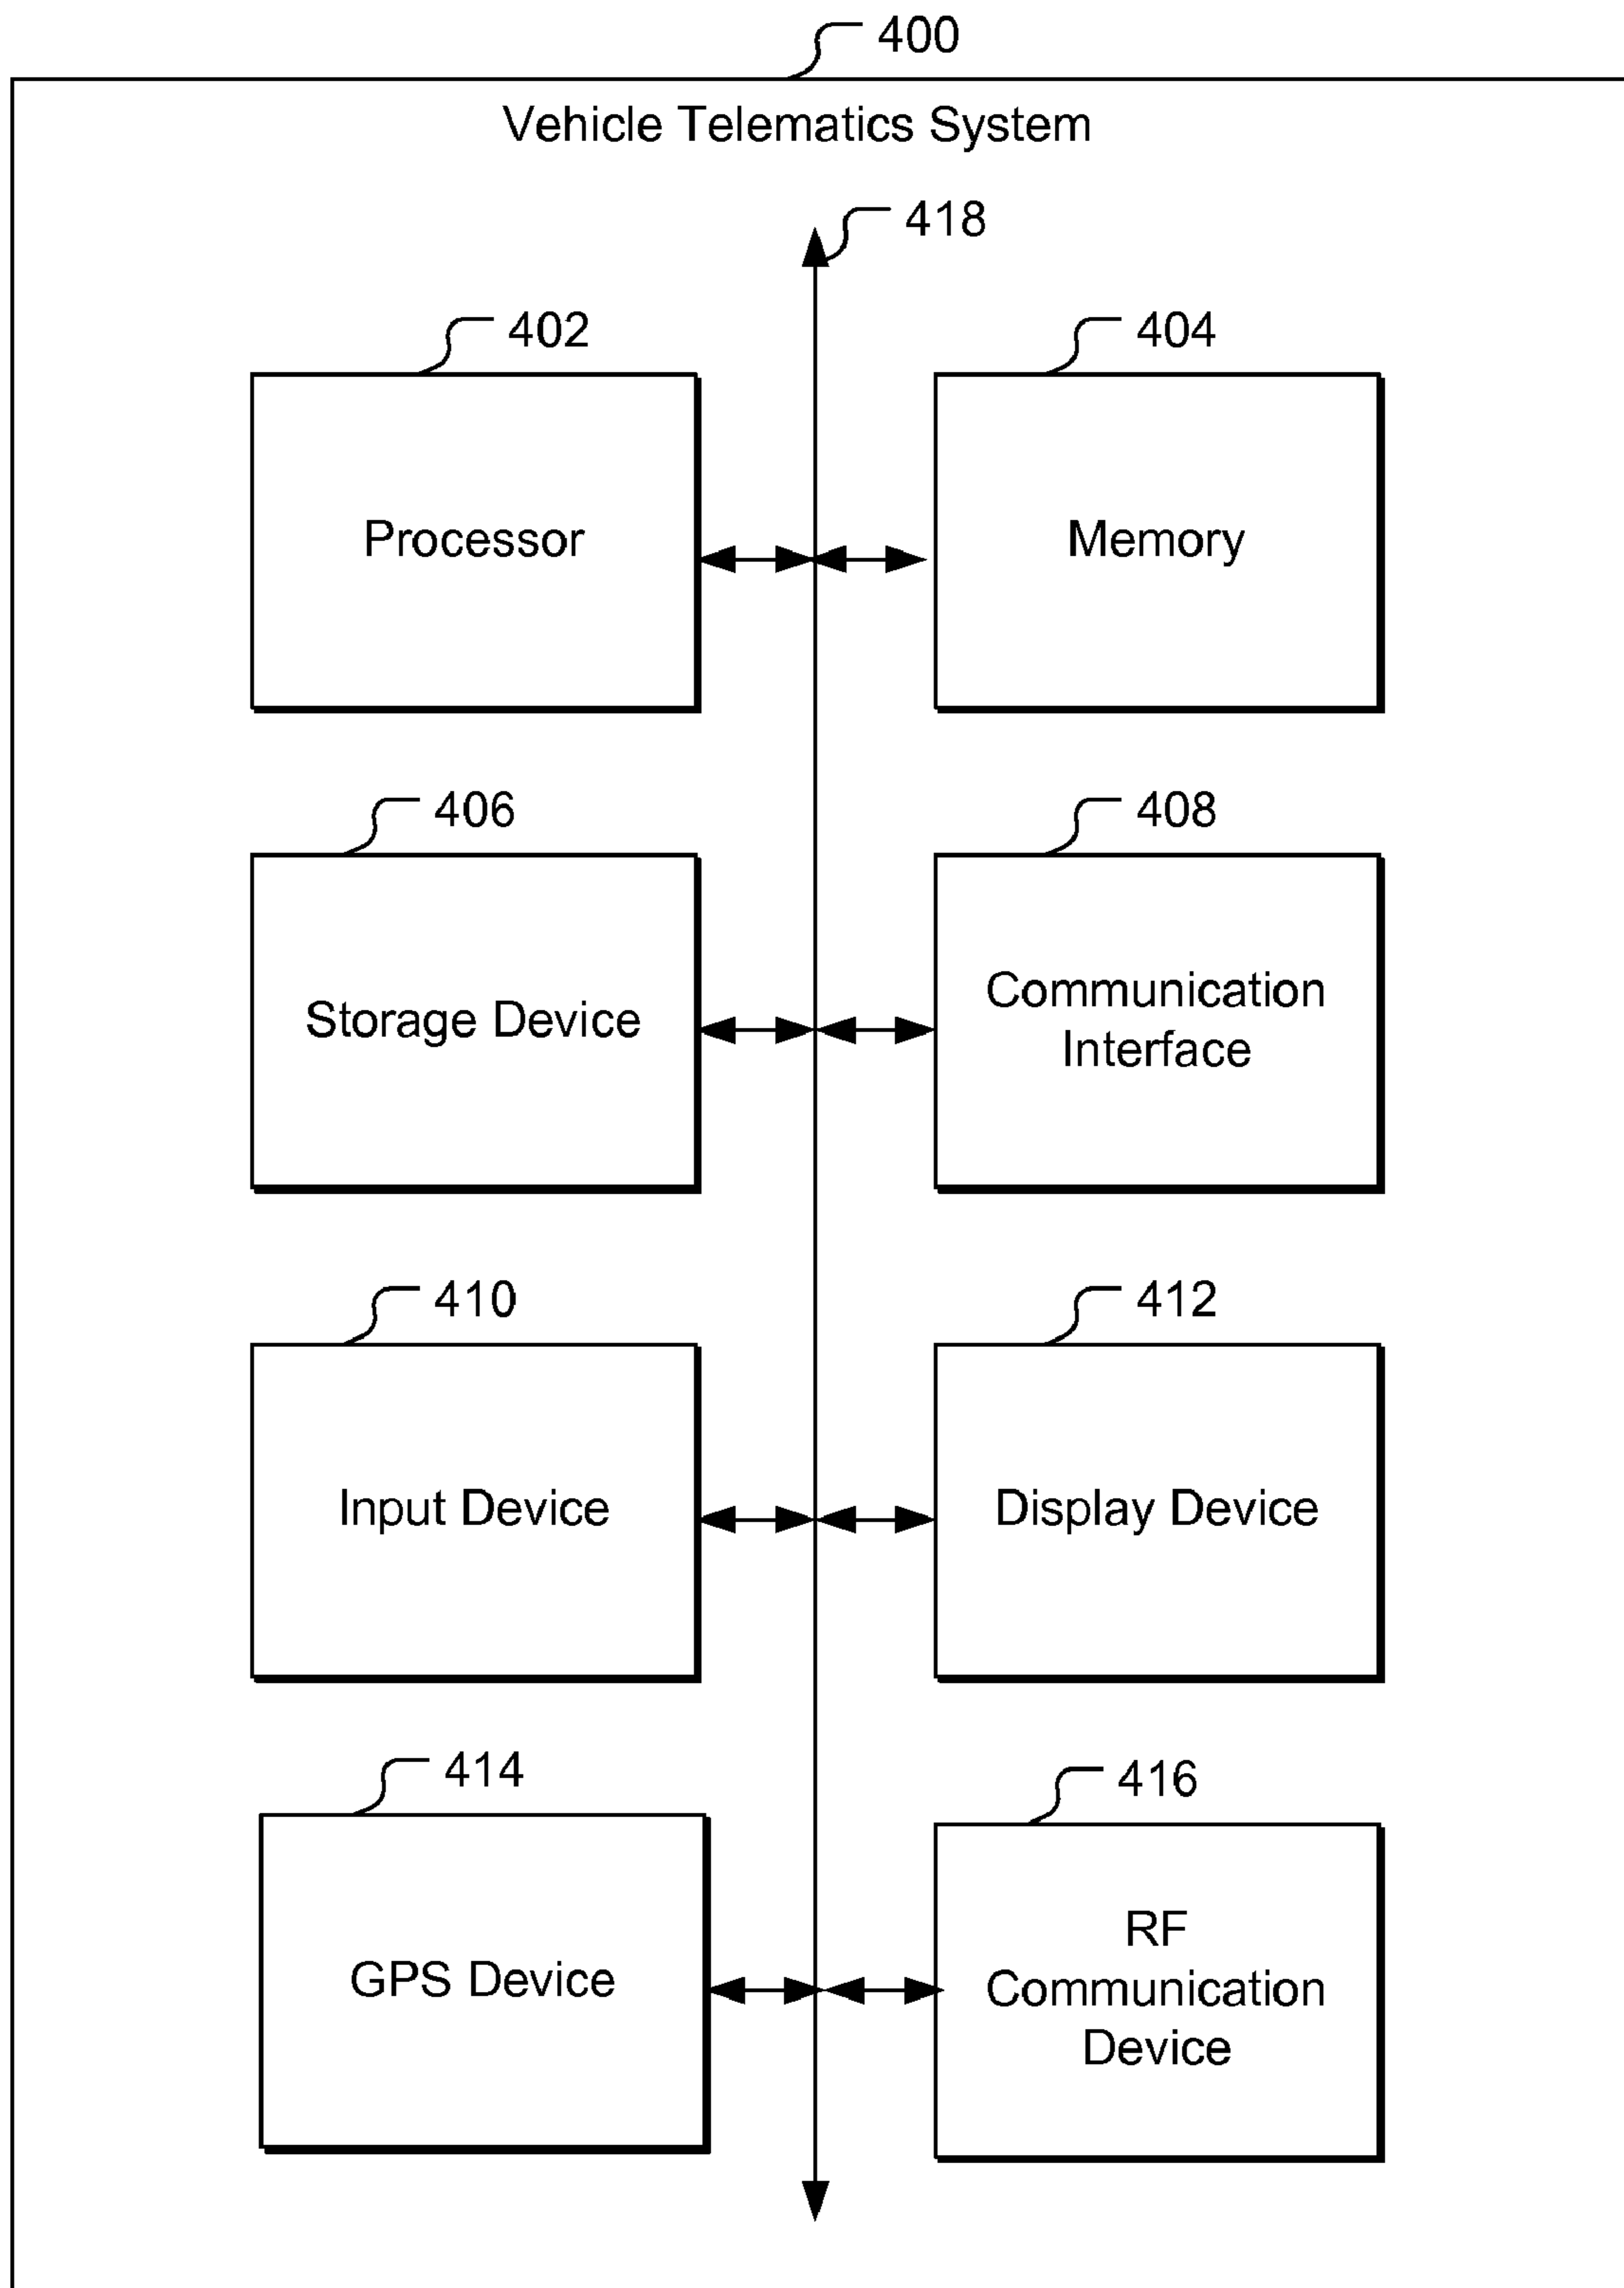 400
Vehicle Telematics System
418
402
404
Processor
Memory
406
408
Storage Device
Communication
Interface
410
412
Input Device
Display Device
414
416
GPS Device
RF
Communication
Device